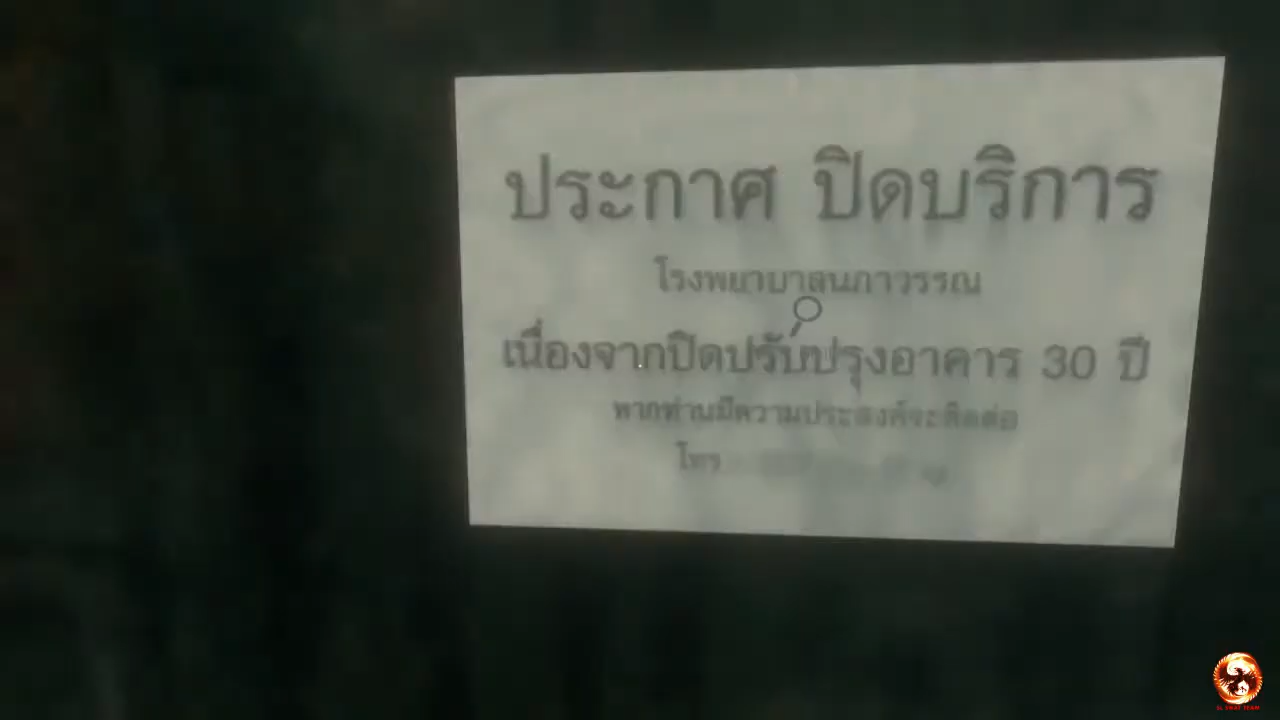 ประกาศ ปิดบริการ
โรงพยาบาลนภาวรรณ
เนื่องจากปิดปรับปรุงอาคาร 30 ปี
หากท่านมีความประสงค์จะติดต่อ
โทร